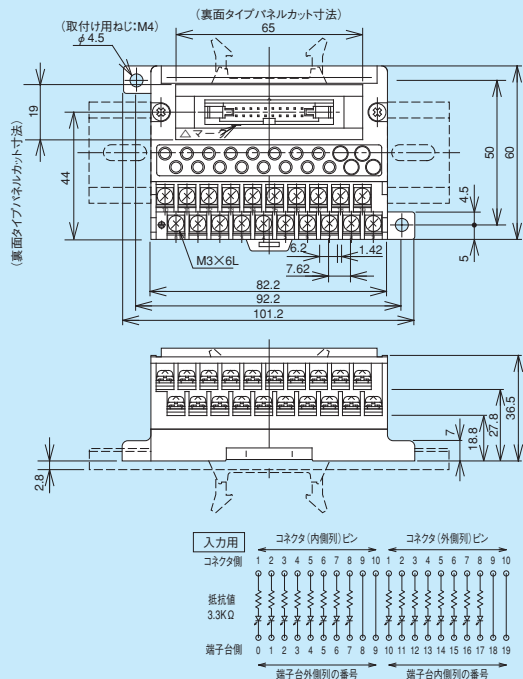 (裏面タイプパネルカット寸法)
65
(取付け用ねじ:M4)
φ4.5
19
44
(裏面タイプパネルカット寸法)
△マーク
50
60
4.5
5
M3×6L
6.2
1.42
7.62
82.2
92.2
101.2
2.8
7
18.8
27.8
36.5
入力用
コネクタ(内側列)ピン
コネクタ(外側列)ピン
コネクタ側 1 2 3 4 5 6 7 8 9 10 1 2 3 4 5 6 7 8 9 10
抵抗値
3.3KΩ
端子台側 0 1 2 3 4 5 6 7 8 9 10 11 12 13 14 15 16 17 18 19
端子台外側列の番号
端子台内側列の番号